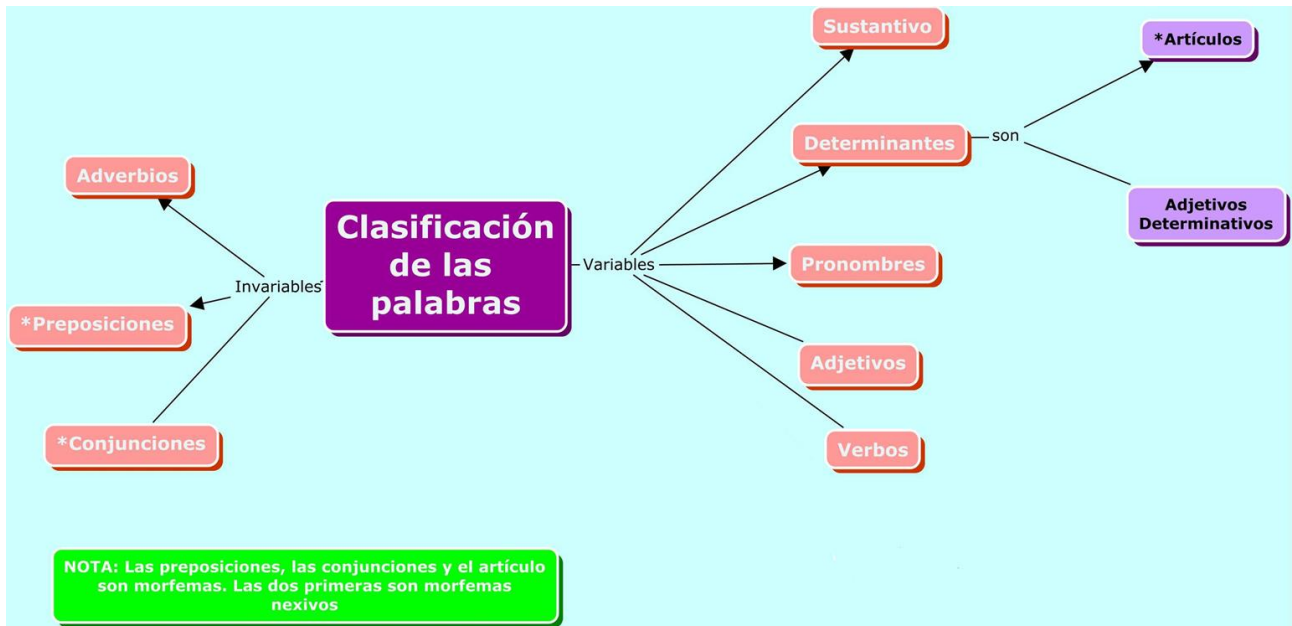 Sustantivo
*Artículos
Determinantes
son
Adverbios
Adjetivos
Determinativos
Clasificación
de las
palabras
Variables
Pronombres
Invariables
*Preposiciones
Adjetivos
*Conjunciones
Verbos
NOTA: Las preposiciones, las conjunciones y el artículo
son morfemas. Las dos primeras son morfemas
nexivos